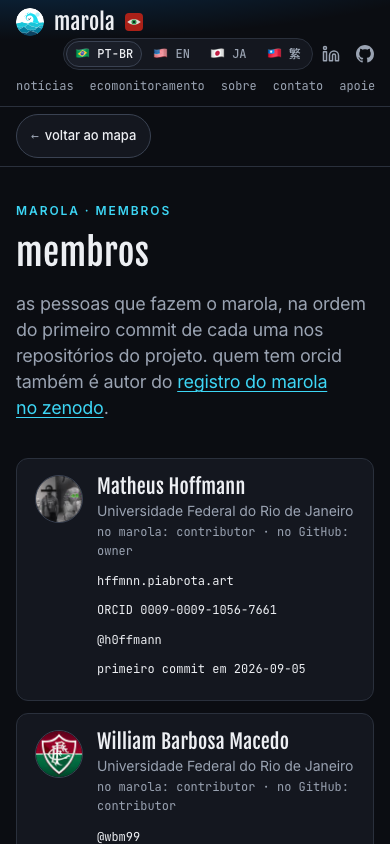 marola
PT-BR EN JA 繁
notícias ecomonitoramento sobre contato apoie
← voltar ao mapa
MAROLA · MEMBROS
membros
as pessoas que fazem o marola, na ordem
do primeiro commit de cada uma nos
repositórios do projeto. quem tem orcid
também é autor do registro do marola
no zenodo.
Matheus Hoffmann
Universidade Federal do Rio de Janeiro
no marola: contributor · no GitHub:
owner
hffmnn.piabrota.art
ORCID 0009-0009-1056-7661
@h0ffmann
primeiro commit em 2026-09-05
William Barbosa Macedo
Universidade Federal do Rio de Janeiro
no marola: contributor · no GitHub:
contributor
@wbm99